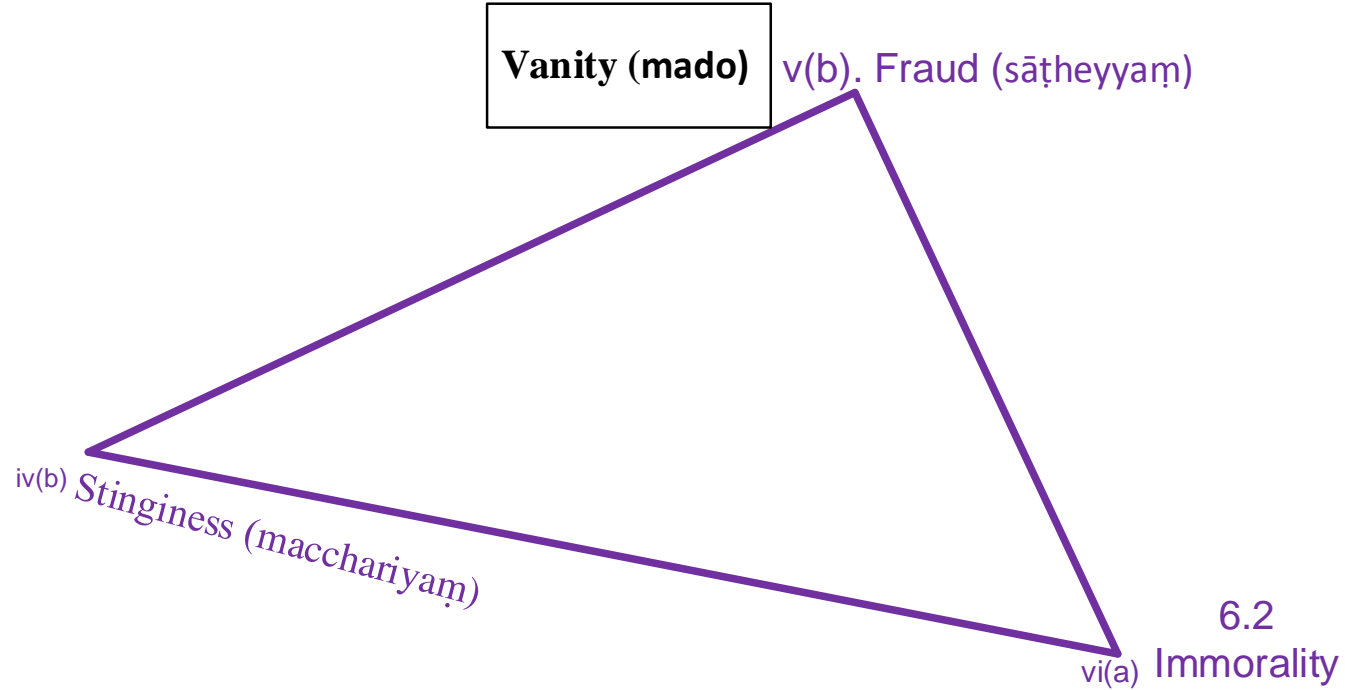 Vanity (mado)
v(b). Fraud (sāṭheyyaṃ)
iv(b) Stinginess (macchariyaṃ)
6.2
vi(a) Immorality